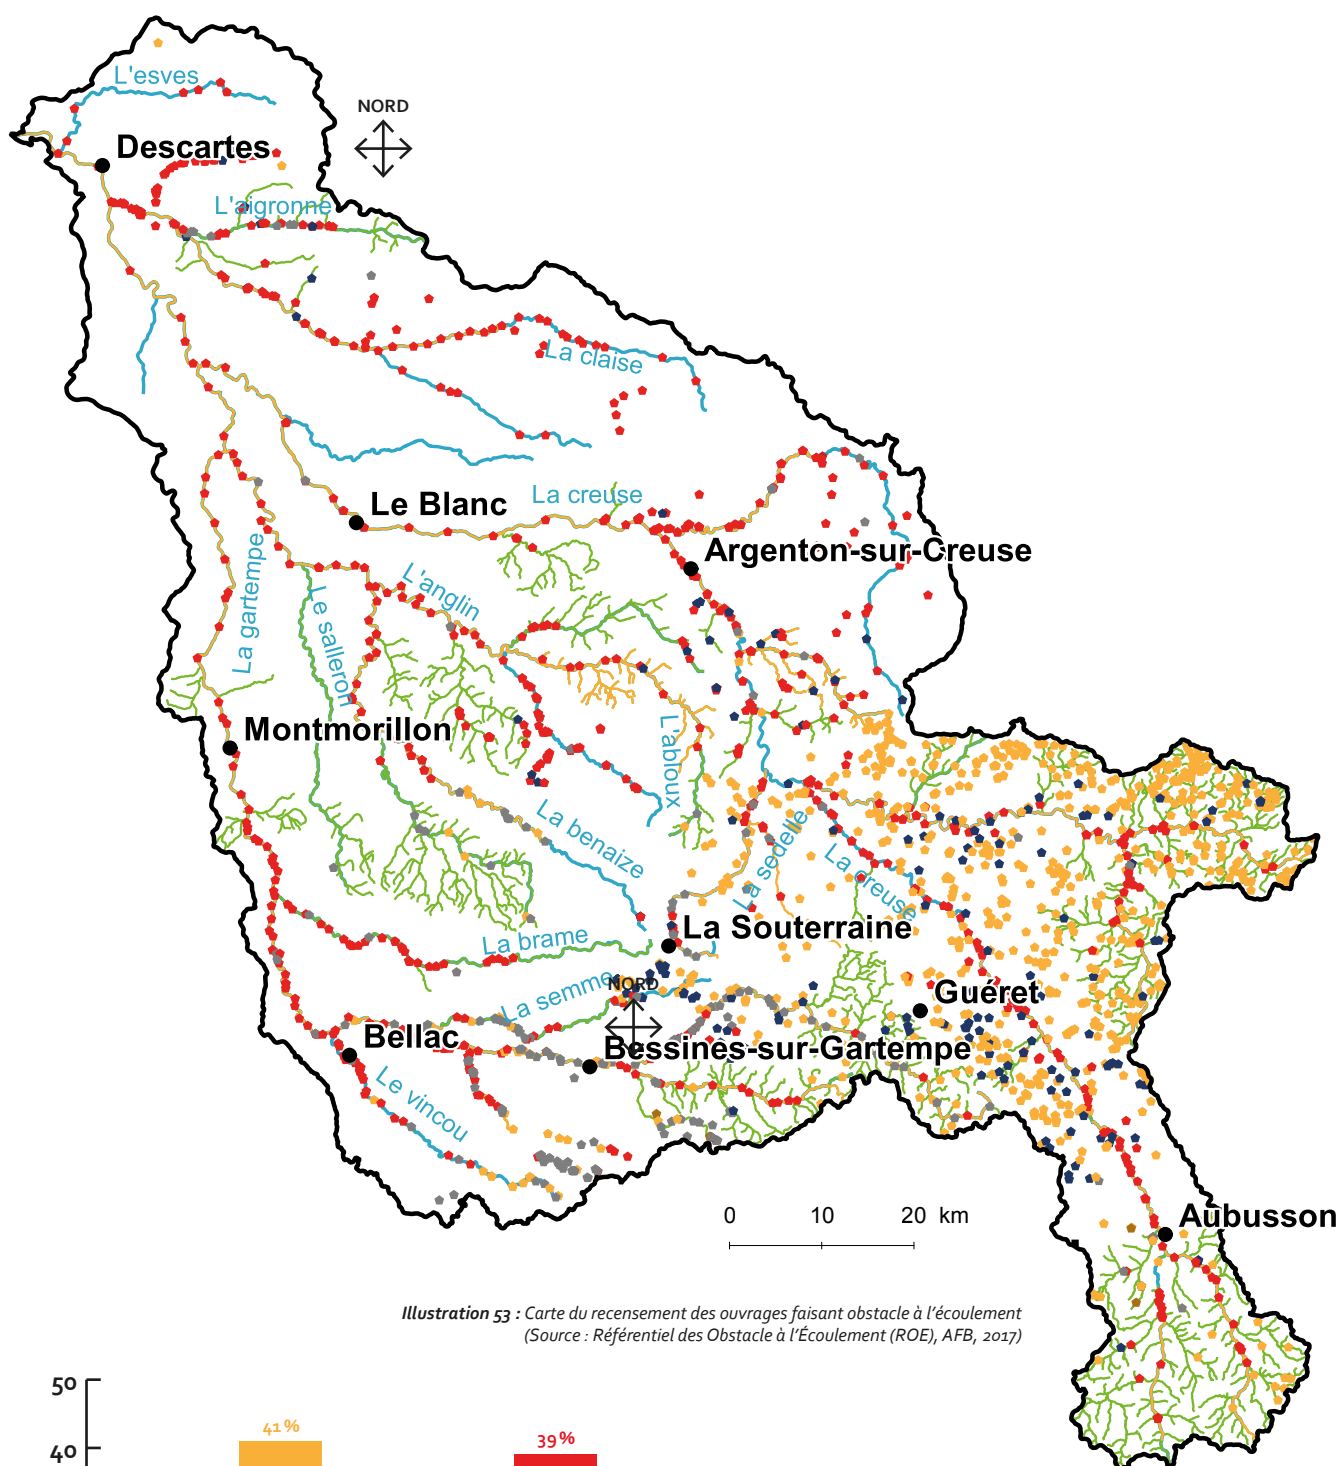 L'esves
NORD
Descartes
L'aigronne
La claise
Le Blanc
La creuse
Argenton-sur-Creuse
La gartempe
Le salleron
L'anglin
Montmorillon
L'abloux
La benaize
La sedelle
La creuse
La brame
La Souterraine
La semme
NORD
Guéret
Bellac
Bessines-sur-Gartempe
Le vincou
Aubusson
0 10 20 km
Illustration 53 : Carte du recensement des ouvrages faisant obstacle à l'écoulement
(Source : Référentiel des Obstacle à l'Écoulement (ROE), AFB, 2017)
50
41%
39%
40